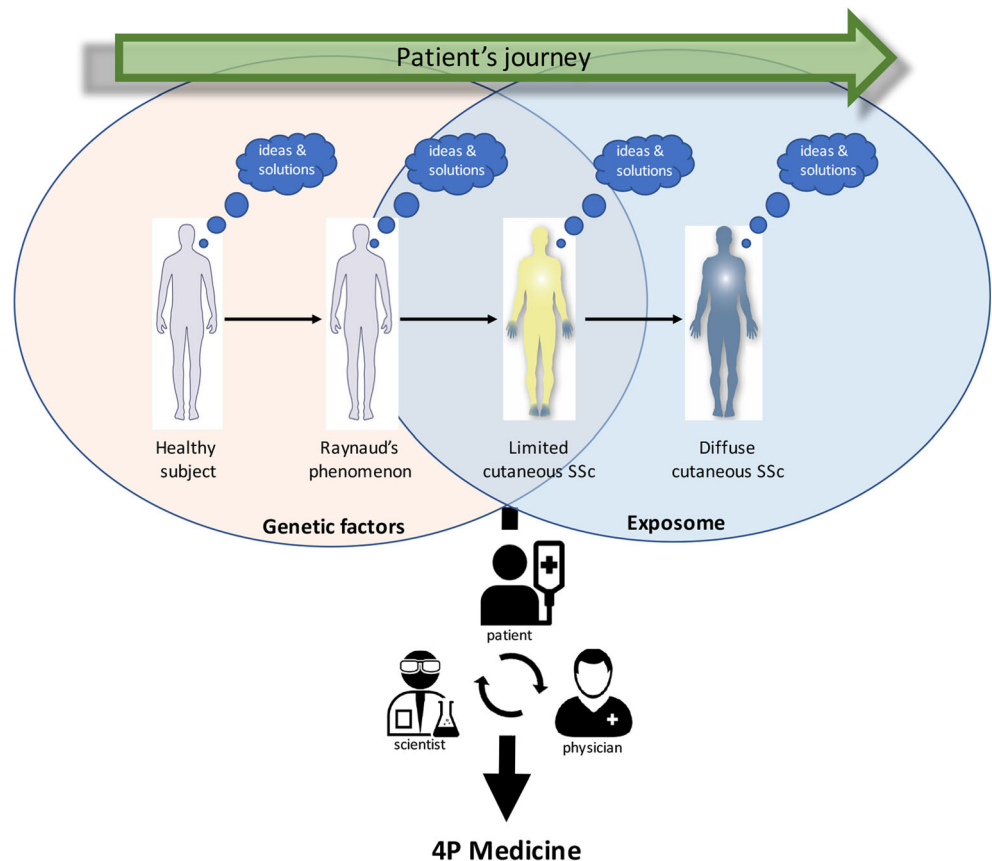 Patient's journey
ideas &
solutions
ideas &
solutions
ideas &
solutions
ideas &
solutions
Healthy
subject
Raynaud's
phenomenon
Limited
cutaneous SSc
Diffuse
cutaneous SSc
Genetic factors
Exposome
patient
scientist
physician
4P Medicine